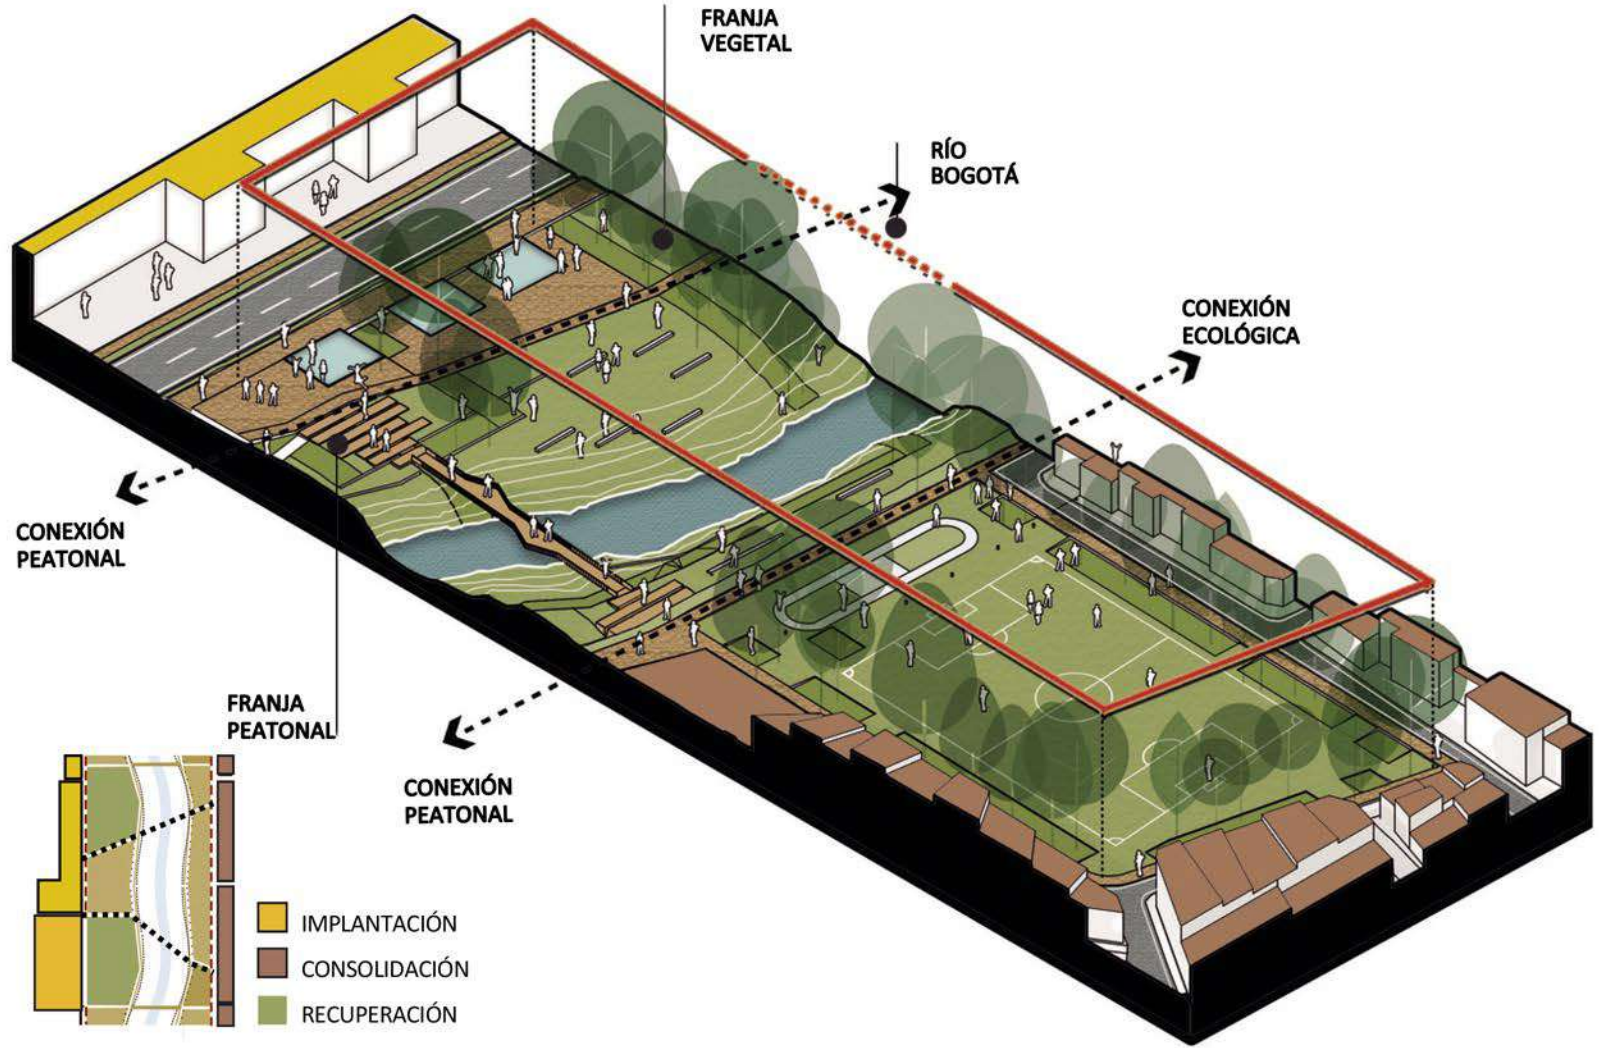 FRANJA
VEGETAL
RÍO
BOGOTÁ
CONEXIÓN
ECOLÓGICA
CONEXIÓN
PEATONAL
FRANJA
PEATONAL
CONEXIÓN
PEATONAL
IMPLANTACIÓN
CONSOLIDACIÓN
RECUPERACIÓN